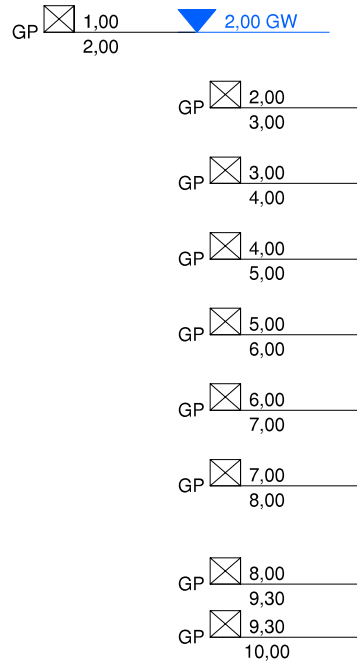 GP 1,00 2,00 GW
2,00
GP 2,00
3,00
GP 3,00
4,00
GP 4,00
5,00
GP 5,00
6,00
GP 6,00
7,00
GP 7,00
8,00
GP 8,00
9,30
GP 9,30
10,00